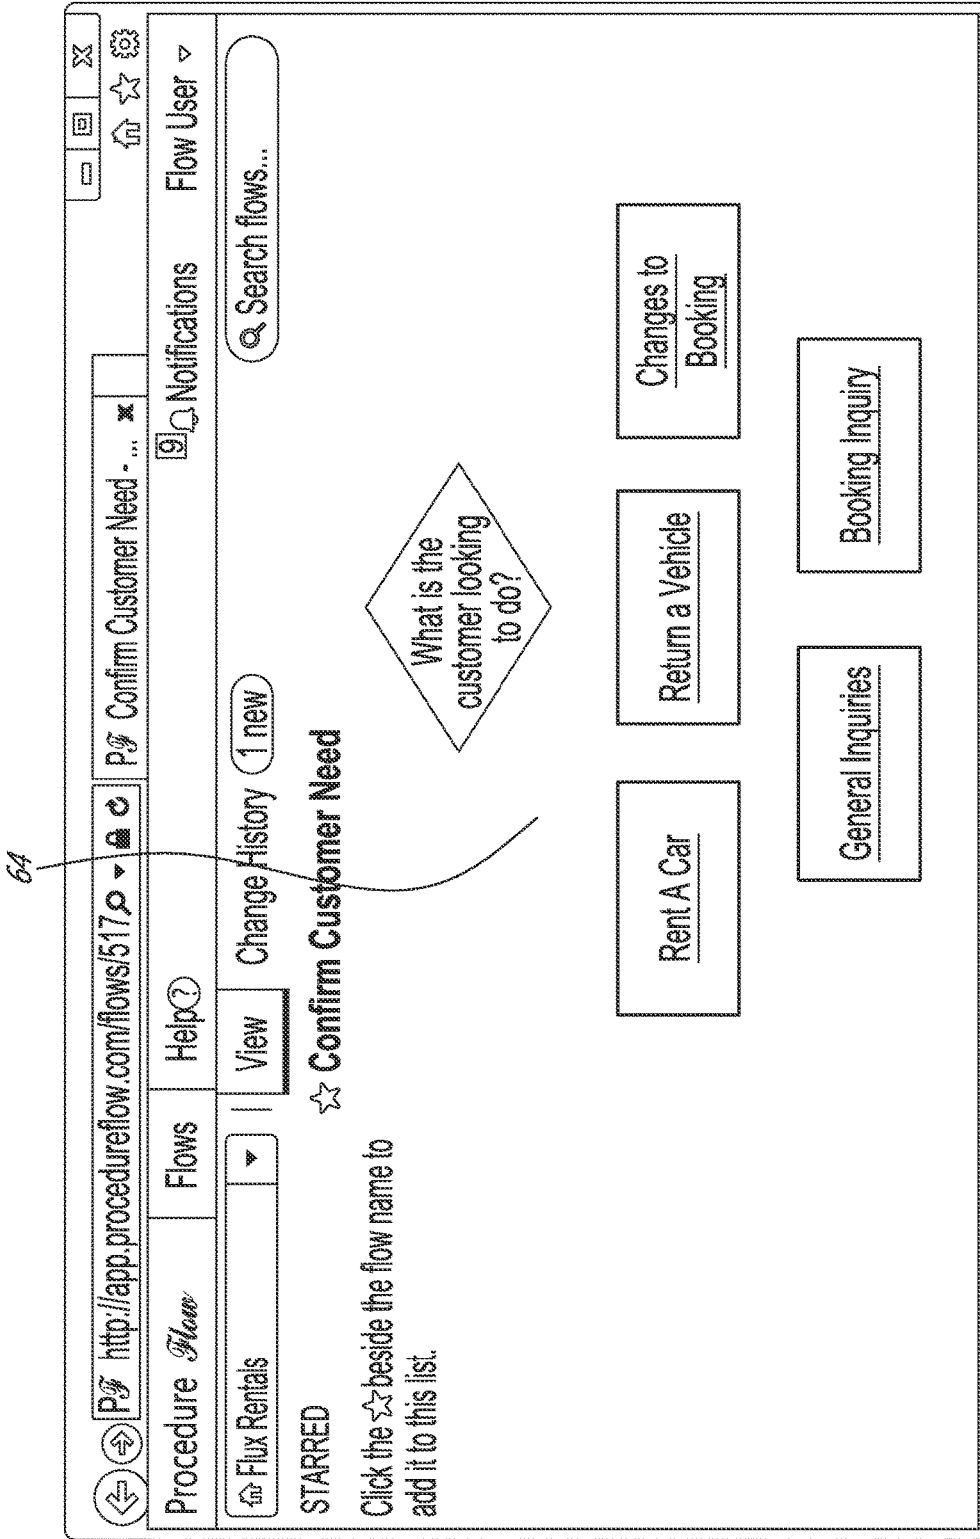 64
http://app.procedureflow.com/flows/517
PF Confirm Customer Need - ... x
Procedure Flow
Flows
Help ?
9 Notifications
Flow User
Flux Rentals
View
Change History
1 new
Search flows...
STARRED
Click the ☆ beside the flow name to
add it to this list.
Confirm Customer Need
What is the
customer looking
to do?
Rent A Car
Return a Vehicle
Changes to
Booking
General Inquiries
Booking Inquiry